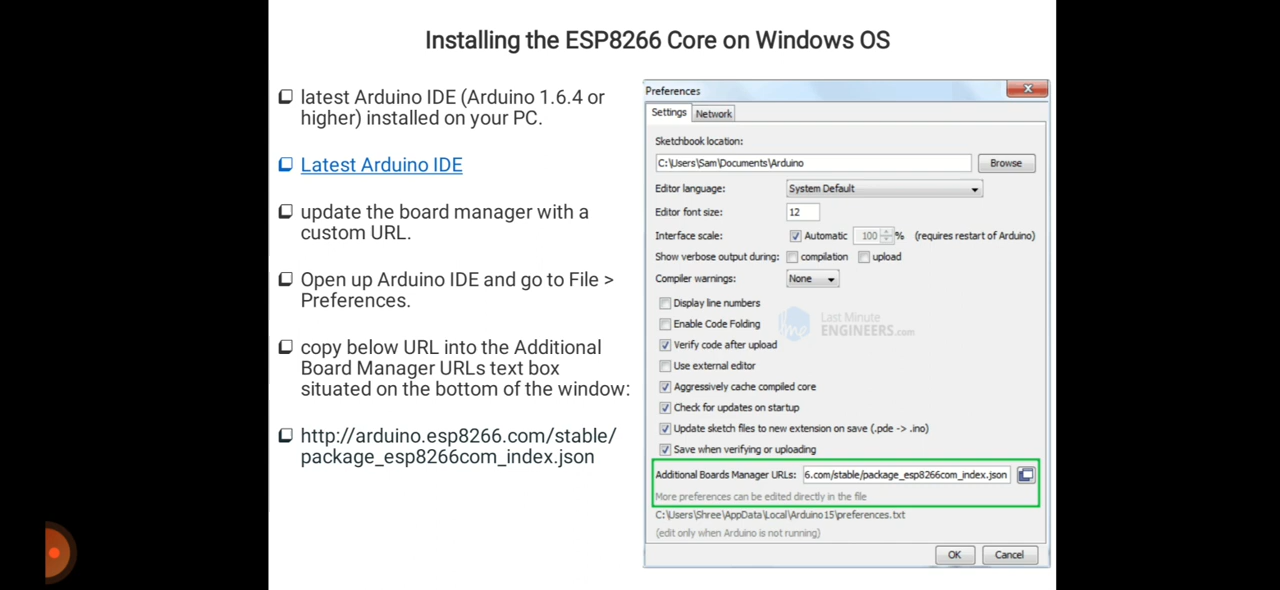 Installing the ESP8266 Core on Windows OS
latest Arduino IDE (Arduino 1.6.4 or
higher) installed on your PC.
Latest Arduino IDE
update the board manager with a
custom URL.
Open up Arduino IDE and go to File >
Preferences.
copy below URL into the Additional
Board Manager URLs text box
situated on the bottom of the window:
http://arduino.esp8266.com/stable/
package_esp8266com_index.json
Preferences
Settings Network
Sketchbook location:
C:\Users\Sam\Documents\Arduino Browse
Editor language: System Default
Editor font size: 12
Interface scale: Automatic 100 % (requires restart of Arduino)
Show verbose output during: compilation upload
Compiler warnings: None
Display line numbers
Enable Code Folding
Last Minute
ENGINEERS.com
Verify code after upload
Use external editor
Aggressively cache compiled core
Check for updates on startup
Update sketch files to new extension on save (.pde -> .ino)
Save when verifying or uploading
Additional Boards Manager URLs: 6.com/stable/package_esp8266com_index.json
More preferences can be edited directly in the file
C:\Users\Shree\AppData\Local\Arduino15\preferences.txt
(edit only when Arduino is not running)
OK Cancel